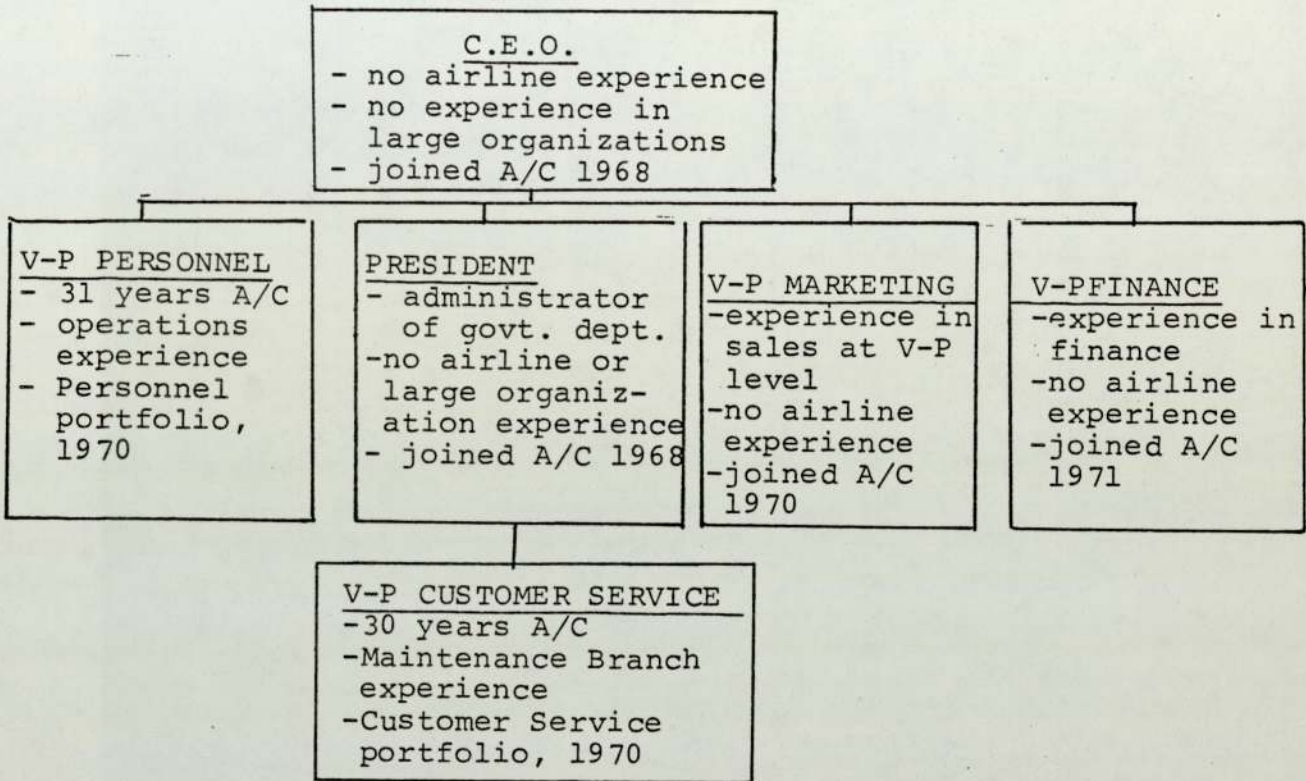 C.E.O.
- no airline experience
- no experience in
large organizations
- joined A/C 1968
V-P PERSONNEL
- 31 years A/C
- operations
experience
- Personnel
portfolio,
1970
PRESIDENT
- administrator
of govt. dept.
-no airline or
large organiz-
ation experience
- joined A/C 1968
V-P MARKETING
-experience in
sales at V-P
level
-no airline
experience
-joined A/C
1970
V-PFINANCE
-experience in
finance
-no airline
experience
-joined A/C
1971
V-P CUSTOMER SERVICE
-30 years A/C
-Maintenance Branch
experience
-Customer Service
portfolio, 1970